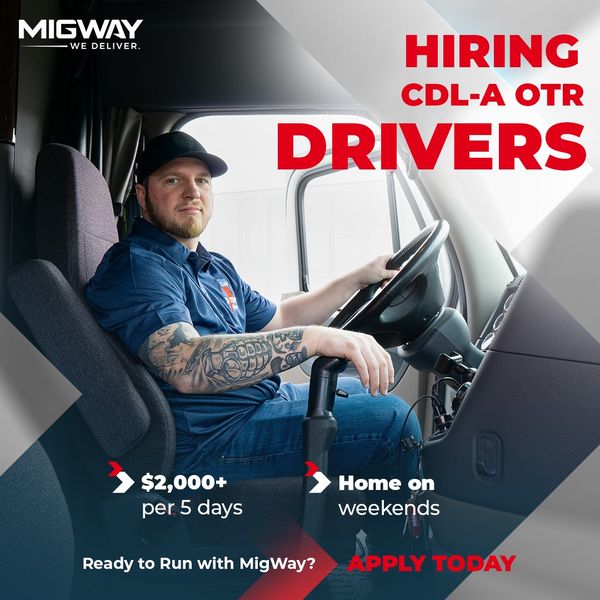 MIGWAY
WE DELIVER.
HIRING
CDL-A OTR
DRIVERS
$2,000+
per 5 days
Home on
weekends
Ready to Run with MigWay?
APPLY TODAY